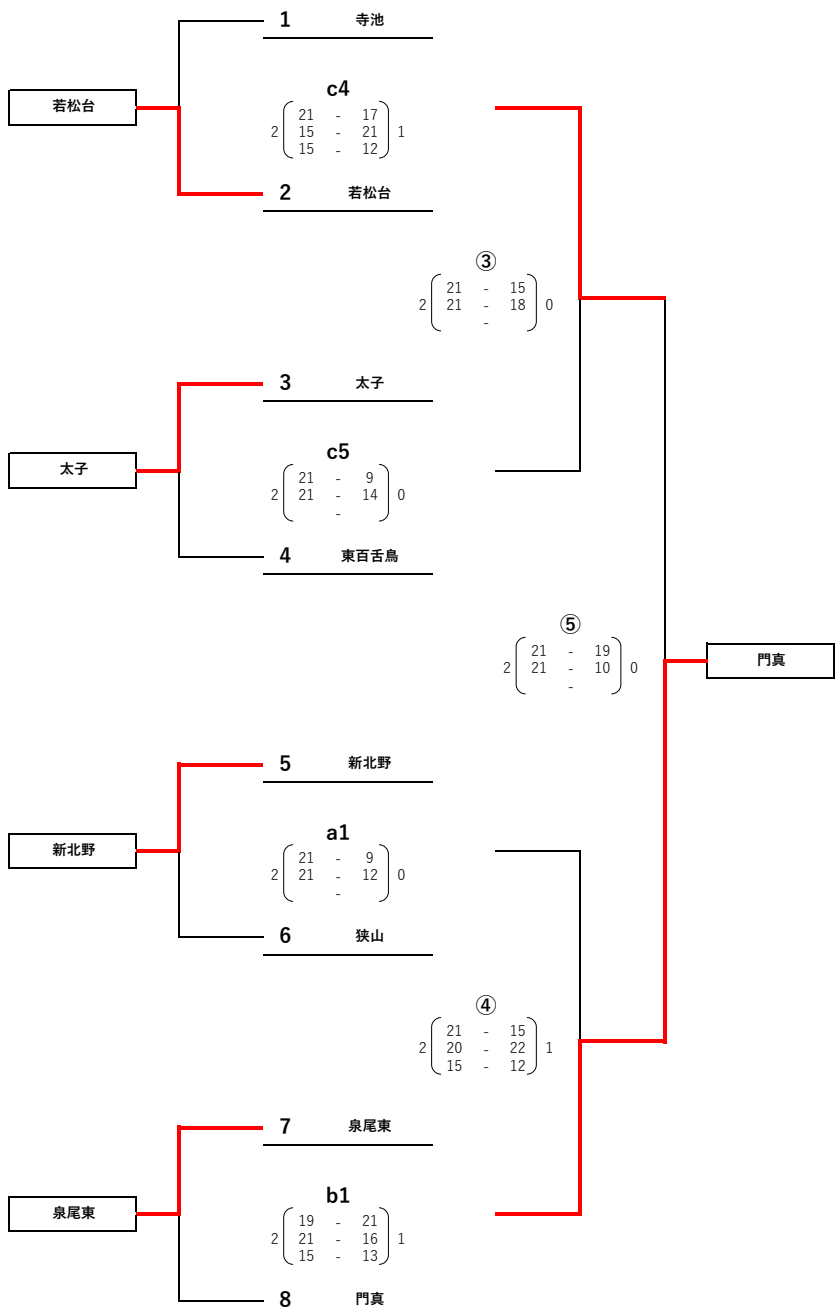 1 寺池
c4
若松台
21 - 17
2 15 - 21 1
15 - 12
2 若松台
③
21 - 15
2 21 - 18 0
-
3 太子
c5
太子
21 - 9
2 21 - 14 0
-
4 東百舌鳥
⑤
21 - 19
門真
2 21 - 10 0
-
5 新北野
a1
新北野
21 - 9
2 21 - 12 0
-
6 狭山
④
21 - 15
2 20 - 22 1
15 - 12
7 泉尾東
b1
泉尾東
19 - 21
2 21 - 16 1
15 - 13
8 門真